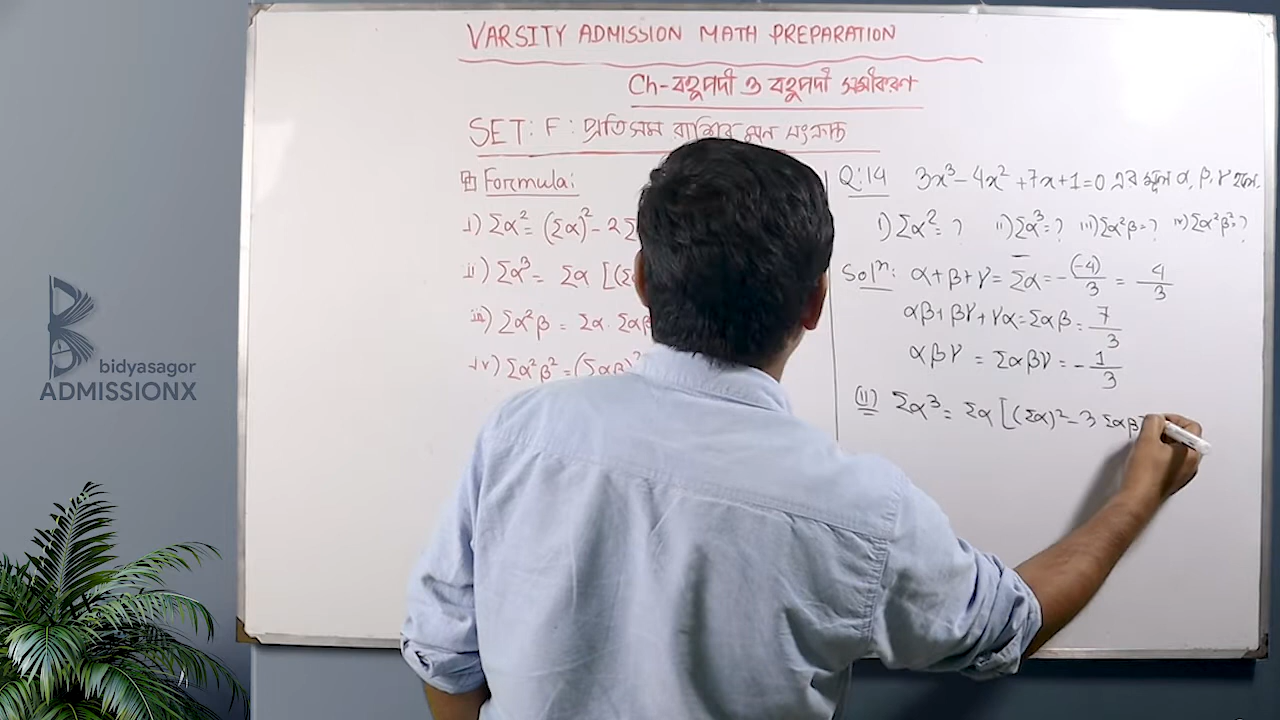 VARSITY ADMISSION MATH PREPARATION
Ch-বহুপদী ও বহুপদী সমীকরণ
SET: F: প্রতিসম রাশির মান সংক্রান্ত
Formula:
i) Σα² = (Σα)² - 2Σ
ii) Σα³ = Σα [(Σ
iii) Σα²β = Σα. Σαβ
iv) Σα²β² = (Σαβ)²
Q:14 3x³-4x²+7x+1=0 এর মূল α, β, γ হলে,
i) Σα² = ? ii) Σα³ = ? iii) Σα²β = ? iv) Σα²β² = ?
Solⁿ: α+β+γ = Σα = -(-4)/3 = 4/3
αβ+βγ+γα = Σαβ = 7/3
αβγ = Σαβγ = -1/3
(ii) Σα³ = Σα [(Σα)² - 3Σαβ
bidyasagor
ADMISSIONX